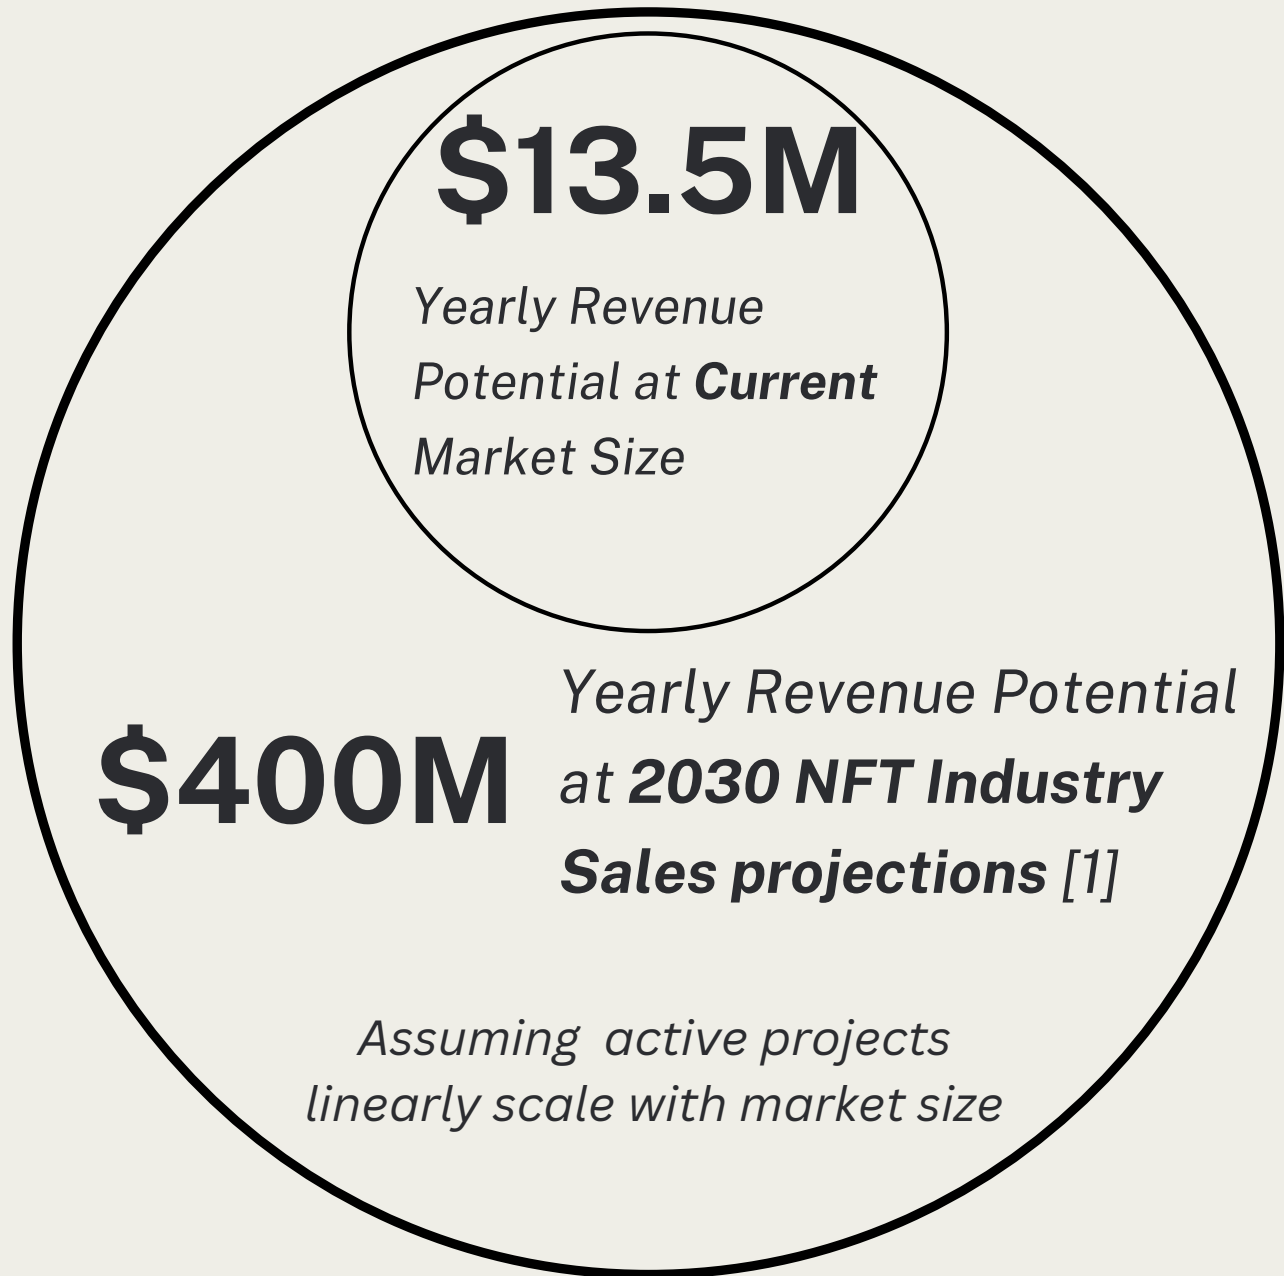 $13.5M
Yearly Revenue
Potential at Current
Market Size
$400M
Yearly Revenue Potential
at 2030 NFT Industry
Sales projections [1]
Assuming  active projects
linearly scale with market size